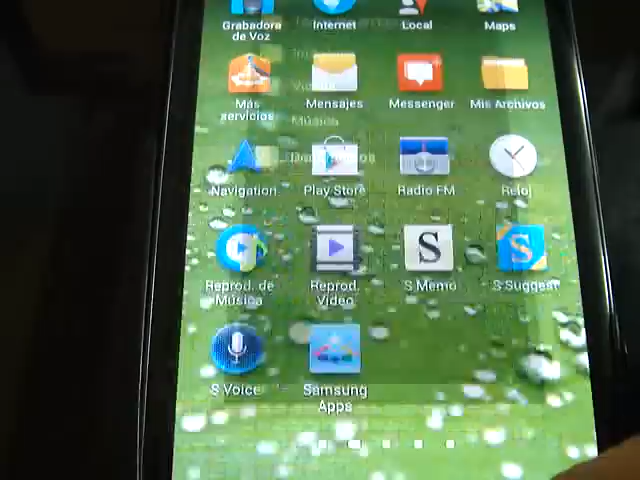 Grabadora
de Voz
Internet
Local
Maps
Más
servicios
Mensajes
Messenger
Mis Archivos
Música
Navigation
Play Store
Radio FM
Reloj
Reprod. de
Música
Reprod.
Video
S Memo
S Suggest
S Voice
Samsung
Apps